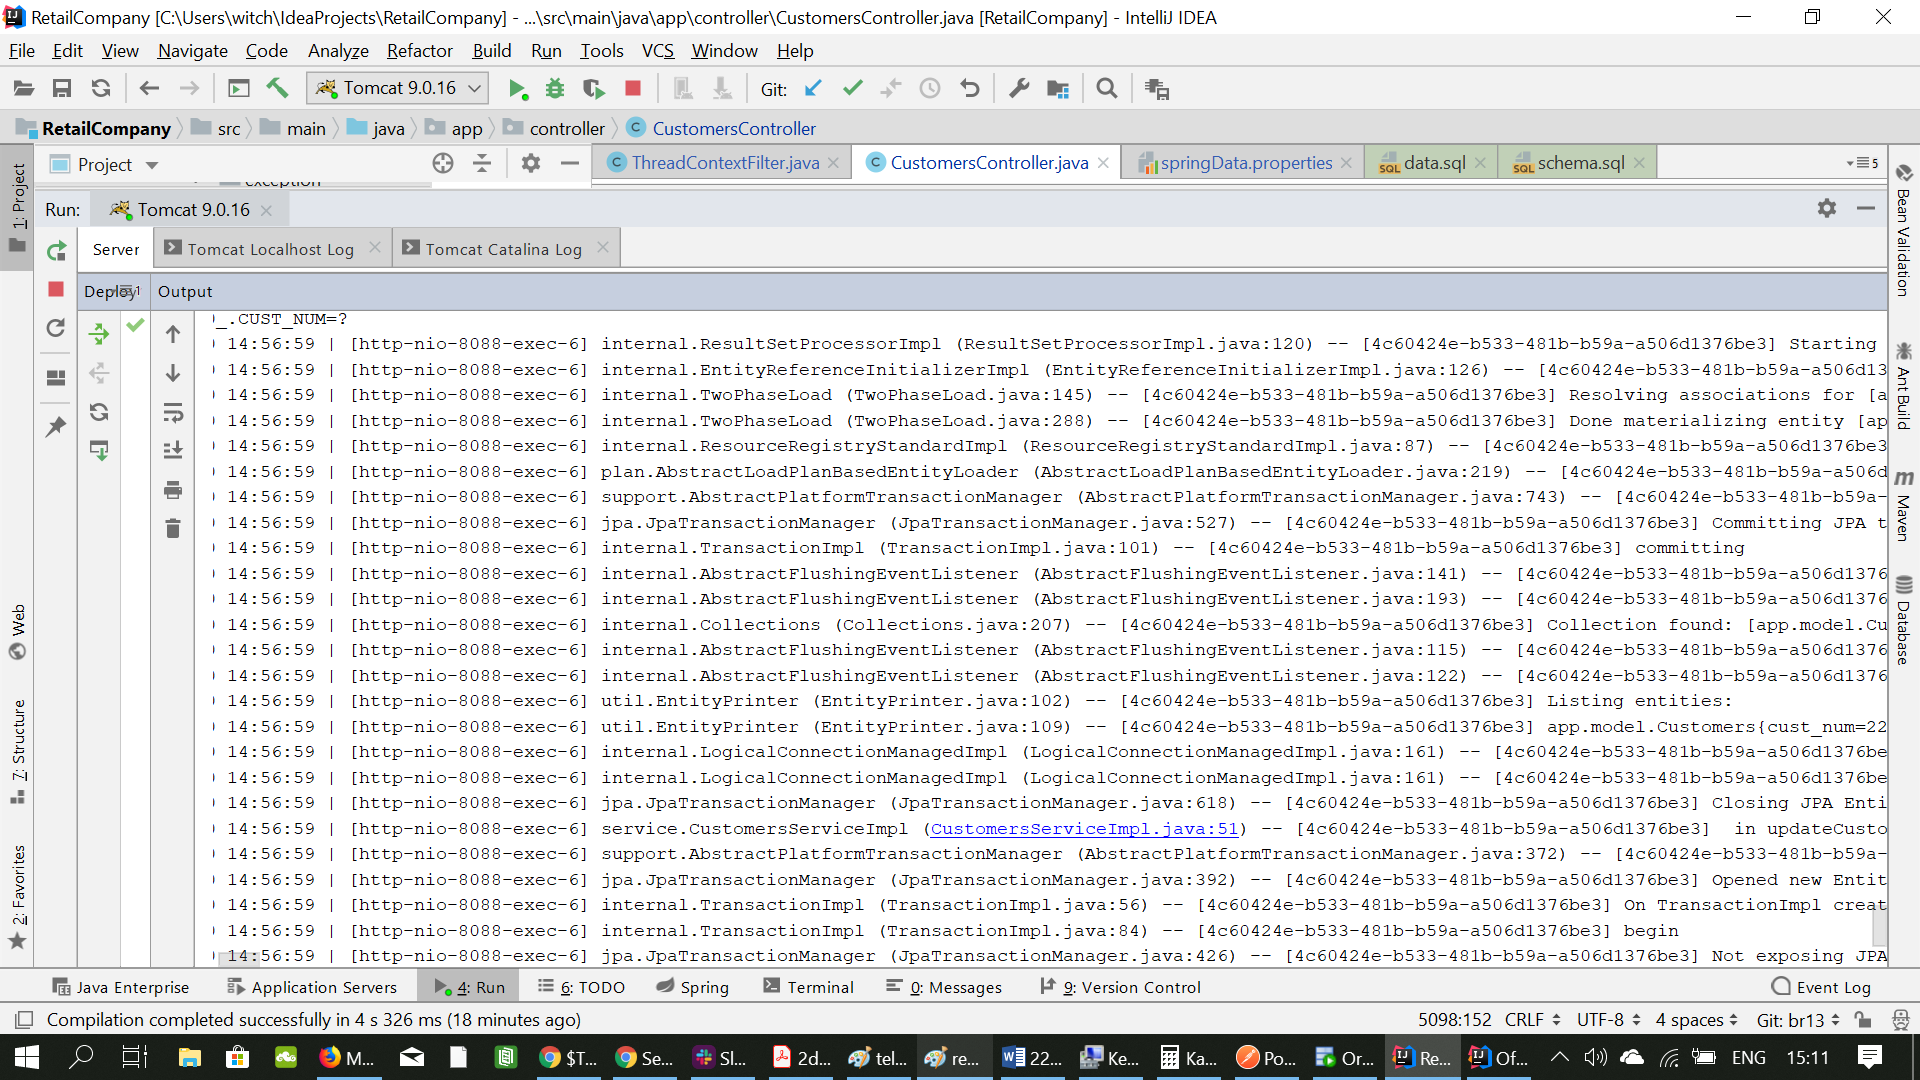 RetailCompany [C:\Users\witch\IdeaProjects\RetailCompany] - ...\src\main\java\app\controller\CustomersController.java [RetailCompany] - IntelliJ IDEA
File Edit View Navigate Code Analyze Refactor Build Run Tools VCS Window Help
Tomcat 9.0.16 Git:
RetailCompany src main java app controller CustomersController
Project ThreadContextFilter.java CustomersController.java springData.properties data.sql schema.sql 5
exception
Run: Tomcat 9.0.16
Server Tomcat Localhost Log Tomcat Catalina Log
Output
_.CUST_NUM=?
14:56:59 | [http-nio-8088-exec-6] internal.ResultSetProcessorImpl (ResultSetProcessorImpl.java:120) -- [4c60424e-b533-481b-b59a-a506d1376be3] Starting
14:56:59 | [http-nio-8088-exec-6] internal.EntityReferenceInitializerImpl (EntityReferenceInitializerImpl.java:126) -- [4c60424e-b533-481b-b59a-a506d13
14:56:59 | [http-nio-8088-exec-6] internal.TwoPhaseLoad (TwoPhaseLoad.java:145) -- [4c60424e-b533-481b-b59a-a506d1376be3] Resolving associations for [a
14:56:59 | [http-nio-8088-exec-6] internal.TwoPhaseLoad (TwoPhaseLoad.java:288) -- [4c60424e-b533-481b-b59a-a506d1376be3] Done materializing entity [ap
14:56:59 | [http-nio-8088-exec-6] internal.ResourceRegistryStandardImpl (ResourceRegistryStandardImpl.java:87) -- [4c60424e-b533-481b-b59a-a506d1376be3
14:56:59 | [http-nio-8088-exec-6] plan.AbstractLoadPlanBasedEntityLoader (AbstractLoadPlanBasedEntityLoader.java:219) -- [4c60424e-b533-481b-b59a-a506d
14:56:59 | [http-nio-8088-exec-6] support.AbstractPlatformTransactionManager (AbstractPlatformTransactionManager.java:743) -- [4c60424e-b533-481b-b59a-
14:56:59 | [http-nio-8088-exec-6] jpa.JpaTransactionManager (JpaTransactionManager.java:527) -- [4c60424e-b533-481b-b59a-a506d1376be3] Committing JPA t
14:56:59 | [http-nio-8088-exec-6] internal.TransactionImpl (TransactionImpl.java:101) -- [4c60424e-b533-481b-b59a-a506d1376be3] committing
14:56:59 | [http-nio-8088-exec-6] internal.AbstractFlushingEventListener (AbstractFlushingEventListener.java:141) -- [4c60424e-b533-481b-b59a-a506d1376
14:56:59 | [http-nio-8088-exec-6] internal.AbstractFlushingEventListener (AbstractFlushingEventListener.java:193) -- [4c60424e-b533-481b-b59a-a506d1376
14:56:59 | [http-nio-8088-exec-6] internal.Collections (Collections.java:207) -- [4c60424e-b533-481b-b59a-a506d1376be3] Collection found: [app.model.Cu
14:56:59 | [http-nio-8088-exec-6] internal.AbstractFlushingEventListener (AbstractFlushingEventListener.java:115) -- [4c60424e-b533-481b-b59a-a506d1376
14:56:59 | [http-nio-8088-exec-6] internal.AbstractFlushingEventListener (AbstractFlushingEventListener.java:122) -- [4c60424e-b533-481b-b59a-a506d1376
14:56:59 | [http-nio-8088-exec-6] util.EntityPrinter (EntityPrinter.java:102) -- [4c60424e-b533-481b-b59a-a506d1376be3] Listing entities:
14:56:59 | [http-nio-8088-exec-6] util.EntityPrinter (EntityPrinter.java:109) -- [4c60424e-b533-481b-b59a-a506d1376be3] app.model.Customers{cust_num=22
14:56:59 | [http-nio-8088-exec-6] internal.LogicalConnectionManagedImpl (LogicalConnectionManagedImpl.java:161) -- [4c60424e-b533-481b-b59a-a506d1376be
14:56:59 | [http-nio-8088-exec-6] internal.LogicalConnectionManagedImpl (LogicalConnectionManagedImpl.java:161) -- [4c60424e-b533-481b-b59a-a506d1376be
14:56:59 | [http-nio-8088-exec-6] jpa.JpaTransactionManager (JpaTransactionManager.java:618) -- [4c60424e-b533-481b-b59a-a506d1376be3] Closing JPA Enti
14:56:59 | [http-nio-8088-exec-6] service.CustomersServiceImpl (CustomersServiceImpl.java:51) -- [4c60424e-b533-481b-b59a-a506d1376be3] in updateCusto
14:56:59 | [http-nio-8088-exec-6] support.AbstractPlatformTransactionManager (AbstractPlatformTransactionManager.java:372) -- [4c60424e-b533-481b-b59a-
14:56:59 | [http-nio-8088-exec-6] jpa.JpaTransactionManager (JpaTransactionManager.java:392) -- [4c60424e-b533-481b-b59a-a506d1376be3] Opened new Entit
14:56:59 | [http-nio-8088-exec-6] internal.TransactionImpl (TransactionImpl.java:56) -- [4c60424e-b533-481b-b59a-a506d1376be3] On TransactionImpl creat
14:56:59 | [http-nio-8088-exec-6] internal.TransactionImpl (TransactionImpl.java:84) -- [4c60424e-b533-481b-b59a-a506d1376be3] begin
14:56:59 | [http-nio-8088-exec-6] jpa.JpaTransactionManager (JpaTransactionManager.java:426) -- [4c60424e-b533-481b-b59a-a506d1376be3] Not exposing JPA
1: Project
Web
7: Structure
2: Favorites
Bean Validation
Ant Build
Maven
Database
Java Enterprise Application Servers 4: Run 6: TODO Spring Terminal 0: Messages 9: Version Control Event Log
Compilation completed successfully in 4 s 326 ms (18 minutes ago) 5098:152 CRLF UTF-8 4 spaces Git: br13
M... $T... Se... Sl... 2d... tel... re... 22... Ke... Ka... Po... Or... Re... Of... ENG 15:11